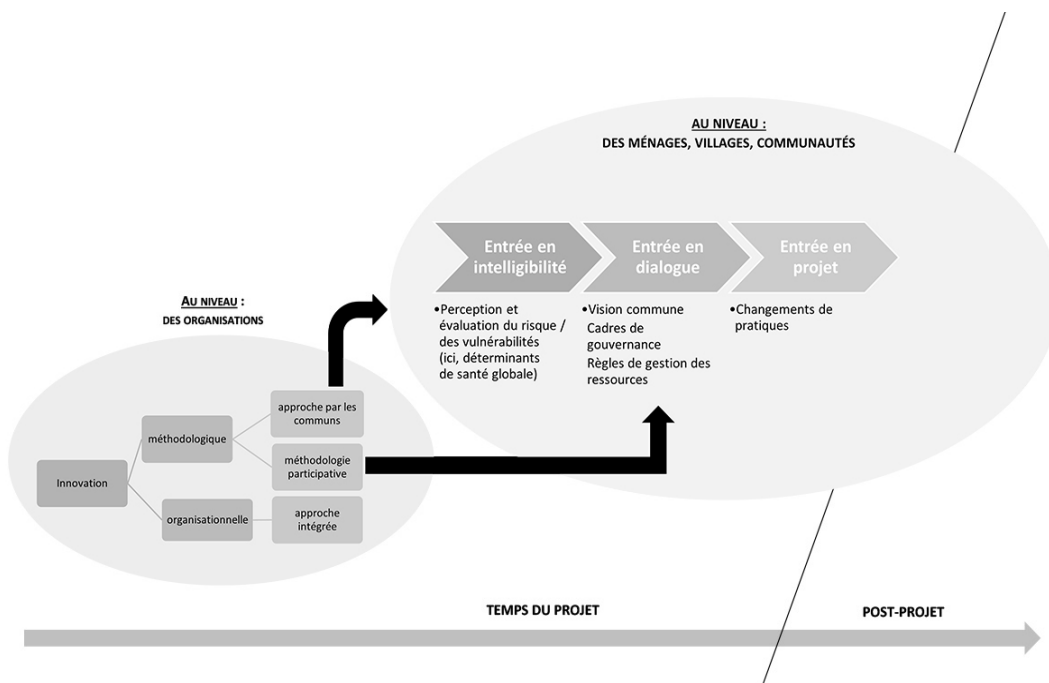 AU NIVEAU :
DES MÉNAGES, VILLAGES, COMMUNAUTÉS
Entrée en
intelligibilité
Entrée en
dialogue
Entrée en
projet
•Perception et
évaluation du risque /
des vulnérabilités
(ici, déterminants
de santé globale)
•Vision commune
Cadres de
gouvernance
Règles de gestion des
ressources
•Changements de
pratiques
AU NIVEAU :
DES ORGANISATIONS
Innovation
méthodologique
organisationnelle
approche par les
communs
méthodologie
participative
approche
intégrée
TEMPS DU PROJET
POST-PROJET